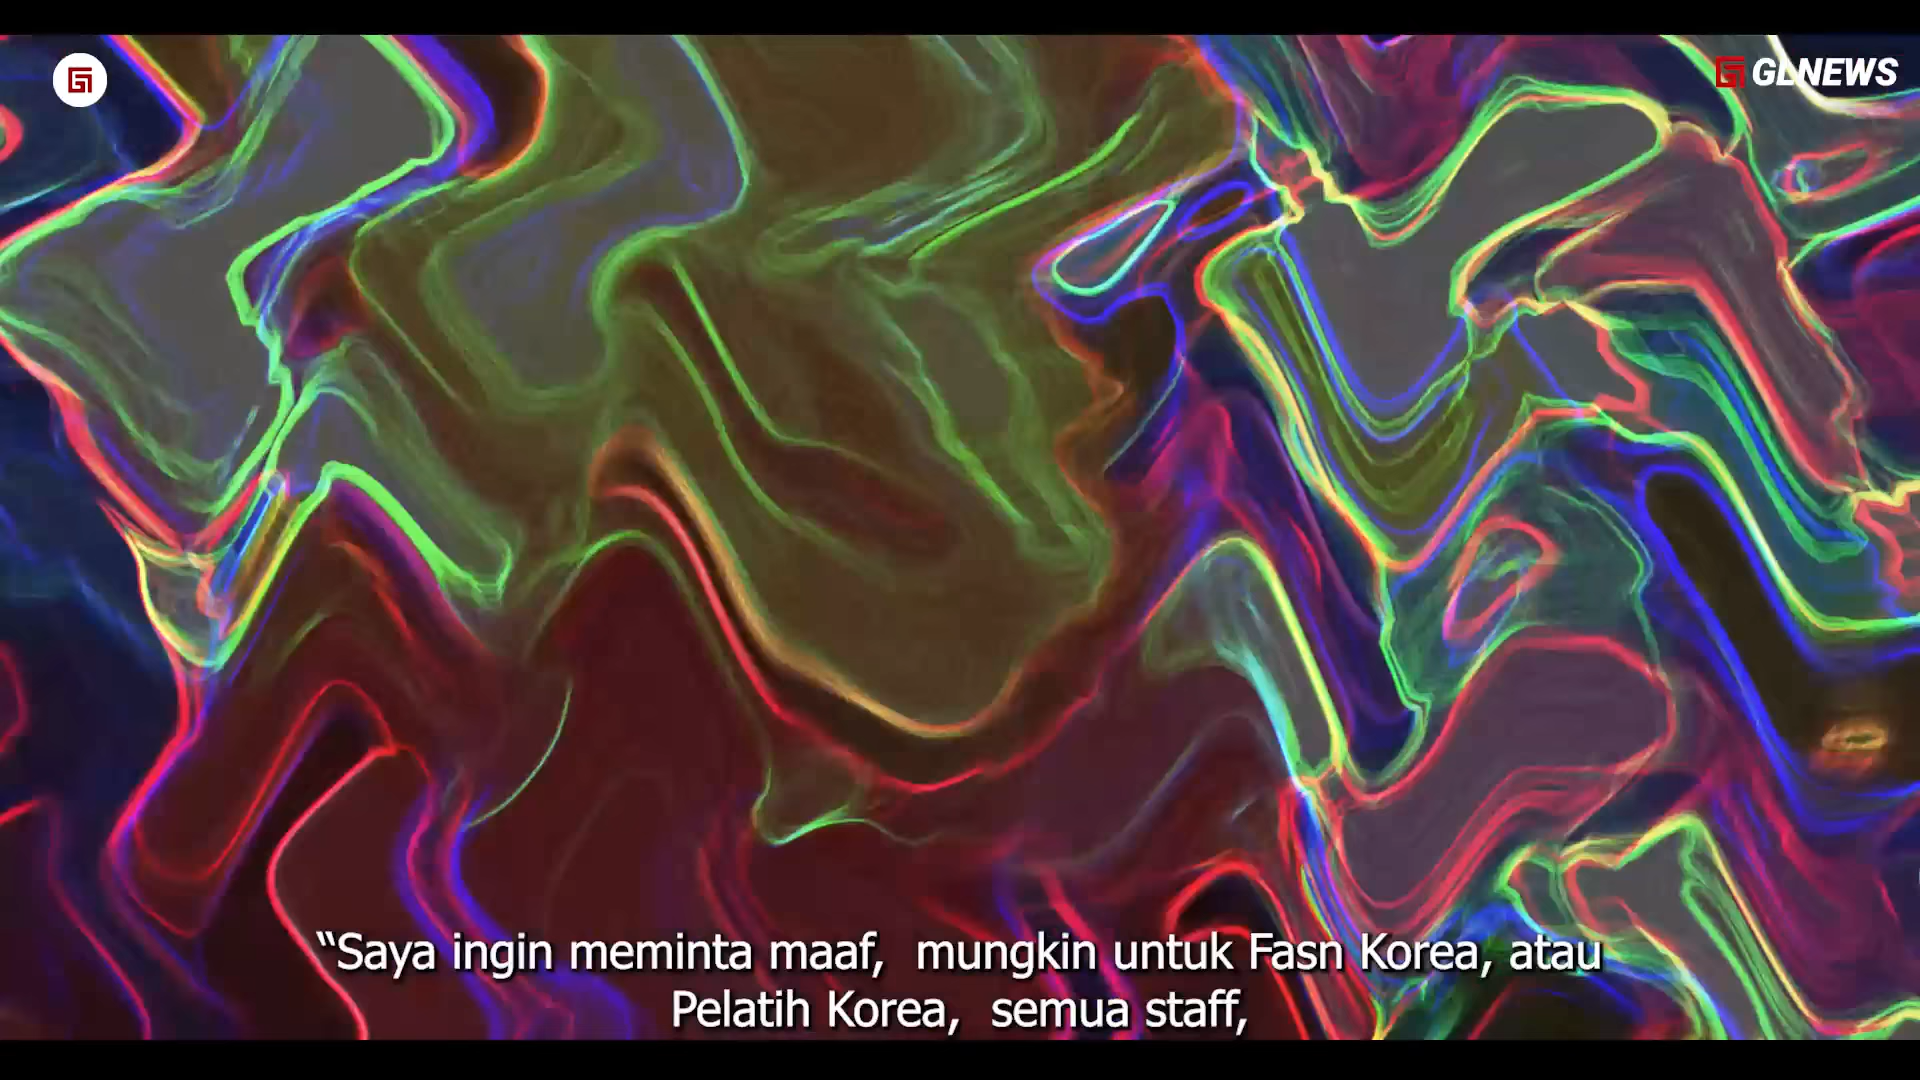 GLNEWS
“Saya ingin meminta maaf,  mungkin untuk Fasn Korea, atau
Pelatih Korea,  semua staff,